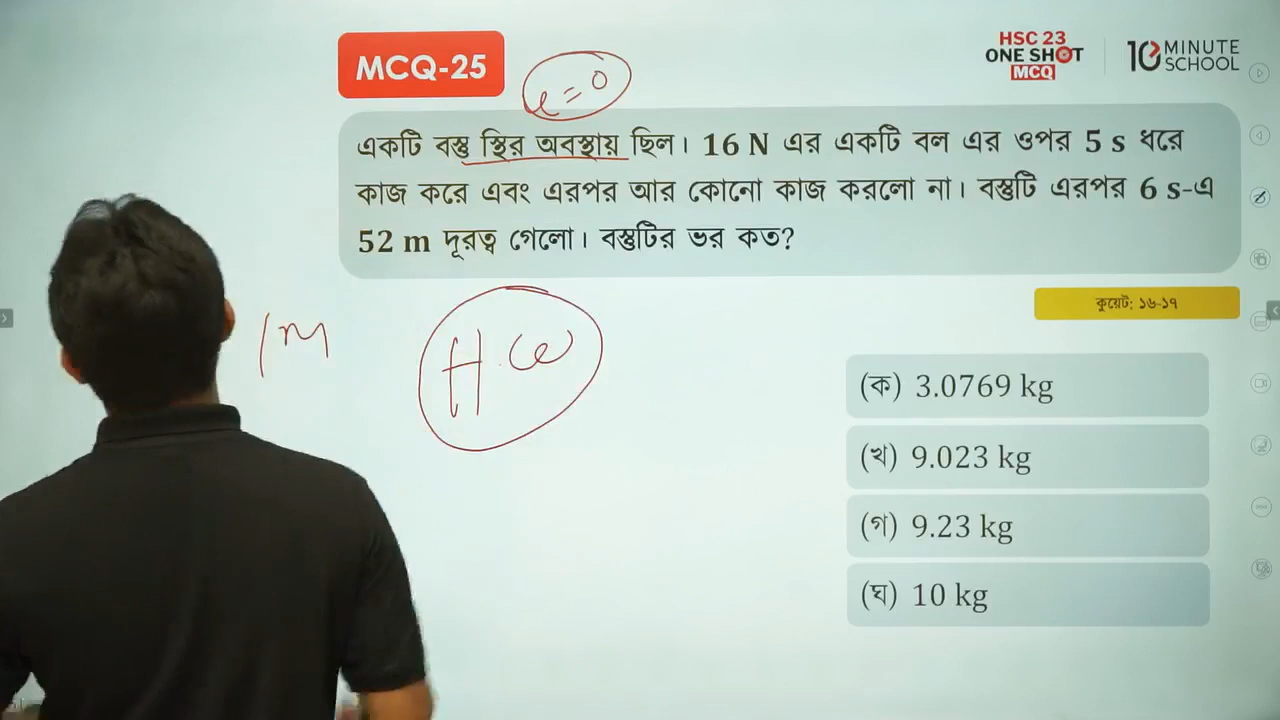 HSC 23
ONE SHOT
MCQ
10 MINUTE
SCHOOL
MCQ-25
u=0
একটি বস্তু স্থির অবস্থায় ছিল। 16 N এর একটি বল এর ওপর 5 s ধরে
কাজ করে এবং এরপর আর কোনো কাজ করলো না। বস্তুটি এরপর 6 s-এ
52 m দূরত্ব গেলো। বস্তুটির ভর কত?
কুয়েট: ১৬-১৭
H.W
(ক) 3.0769 kg
(খ) 9.023 kg
(গ) 9.23 kg
(ঘ) 10 kg